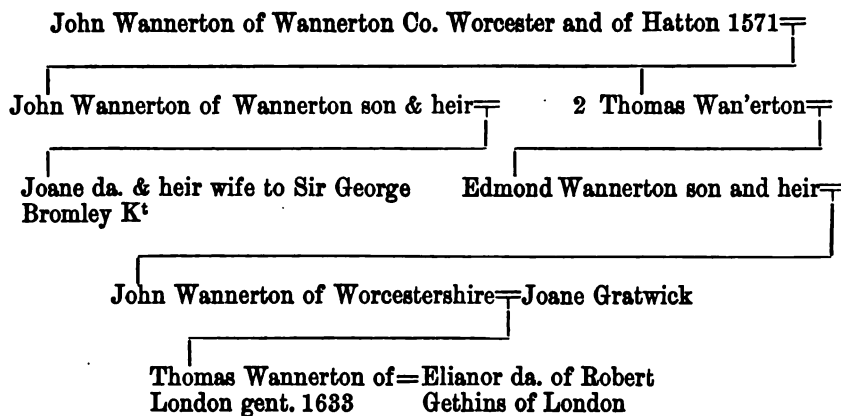 John Wannerton of Wannerton Co. Worcester and of Hatton 1571
John Wannerton of Wannerton son & heir 2 Thomas Wan'erton
Joane da. & heir wife to Sir George Edmond Wannerton son and heir
Bromley Kᵗ
John Wannerton of Worcestershire=Joane Gratwick
Thomas Wannerton of=Elianor da. of Robert
London gent. 1633 Gethins of London